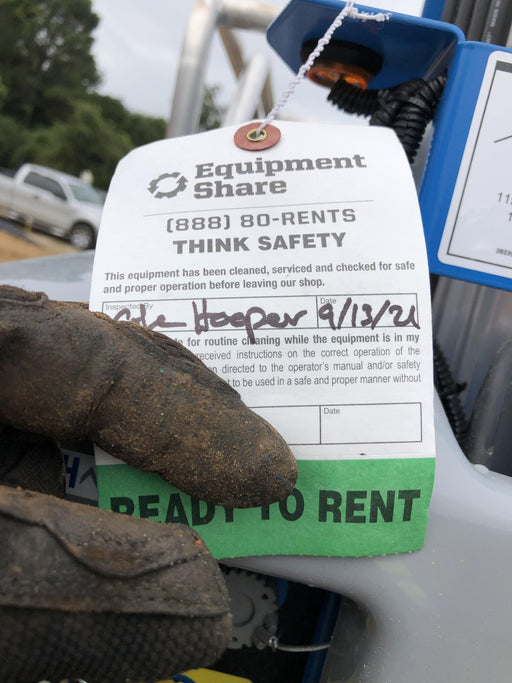 Equipment
Share
(888) 80-RENTS
THINK SAFETY
This equipment has been cleaned, serviced and checked for safe
and proper operation before leaving our shop.
Inspected By
Date
Hooper 9/13/21
for routine cleaning while the equipment is in my
received instructions on the correct operation of the
directed to the operator's manual and/or safety
to be used in a safe and proper manner without
Date
READY TO RENT